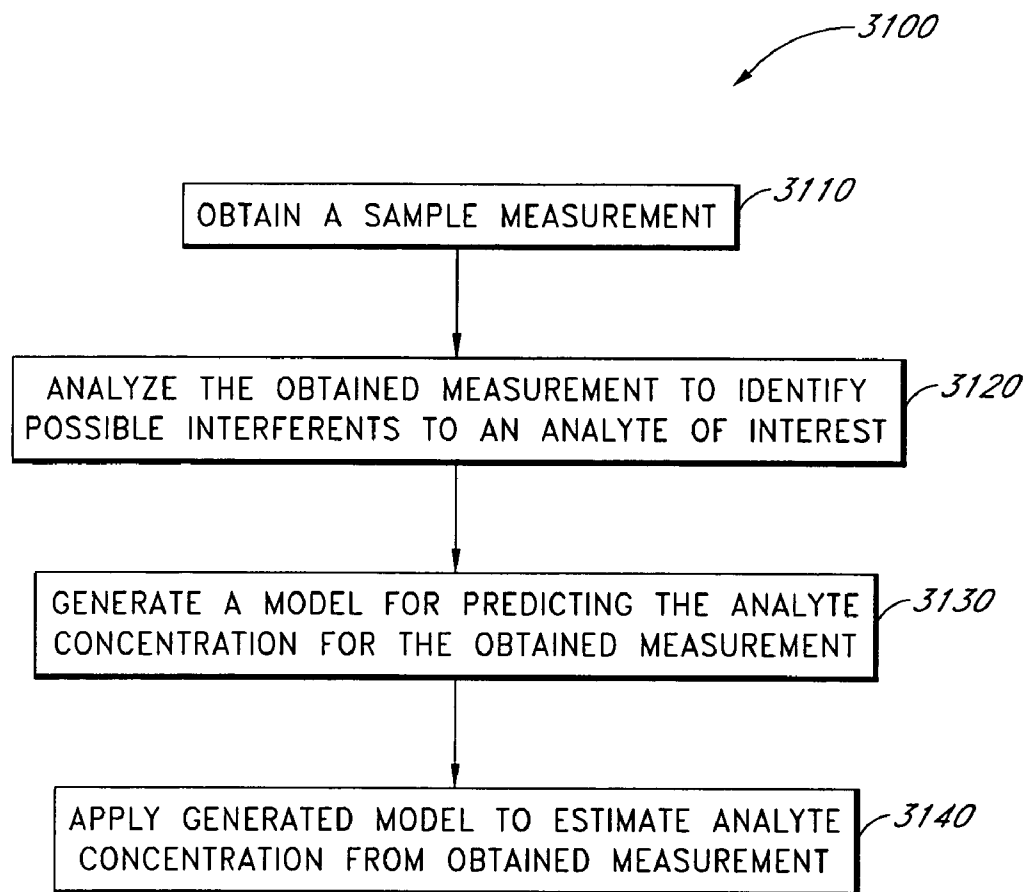 3100
OBTAIN A SAMPLE MEASUREMENT
3110
ANALYZE THE OBTAINED MEASUREMENT TO IDENTIFY
POSSIBLE INTERFERENTS TO AN ANALYTE OF INTEREST
3120
GENERATE A MODEL FOR PREDICTING THE ANALYTE
CONCENTRATION FOR THE OBTAINED MEASUREMENT
3130
APPLY GENERATED MODEL TO ESTIMATE ANALYTE
CONCENTRATION FROM OBTAINED MEASUREMENT
3140